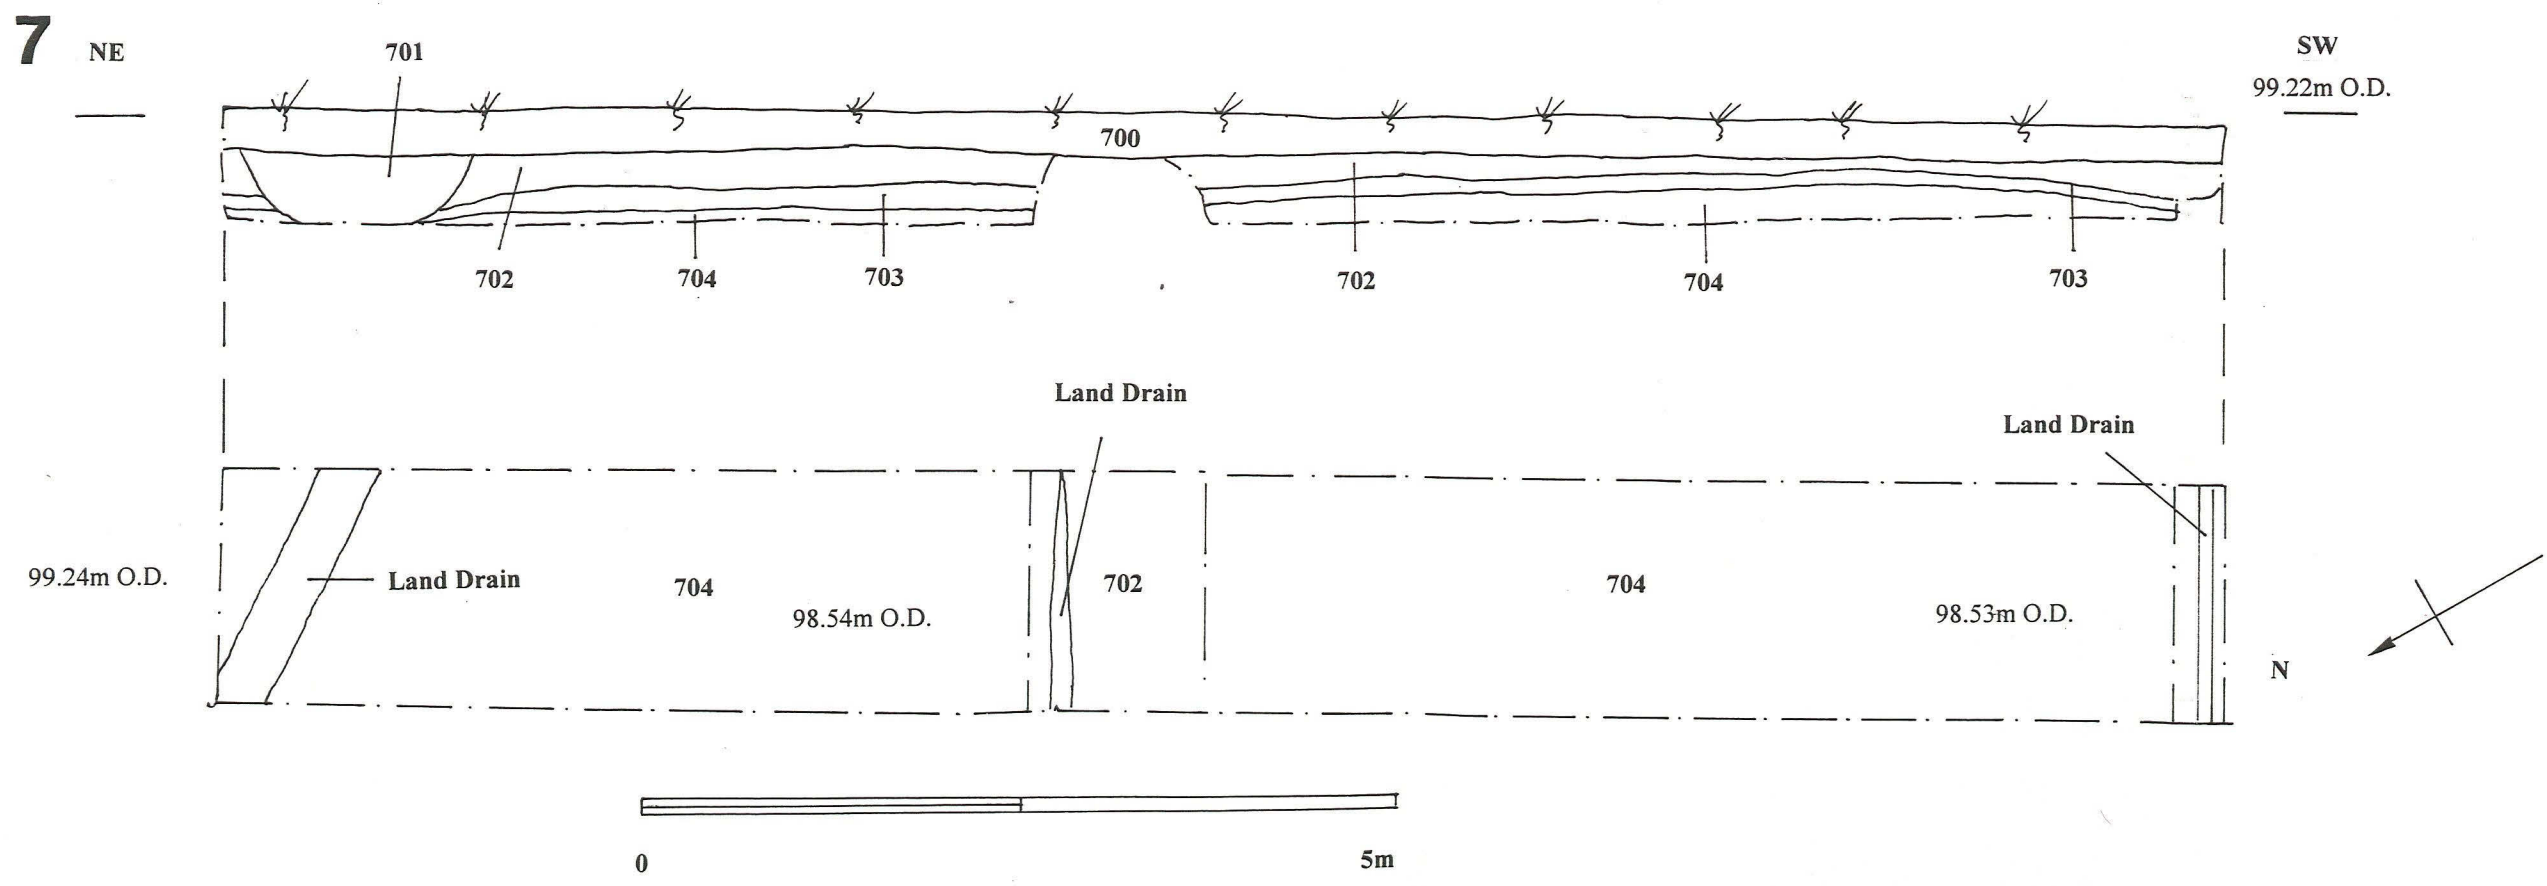 7
NE
701
SW
99.22m O.D.
700
702
704
703
702
704
703
Land Drain
Land Drain
99.24m O.D.
Land Drain
704
98.54m O.D.
702
704
98.53m O.D.
N
0
5m